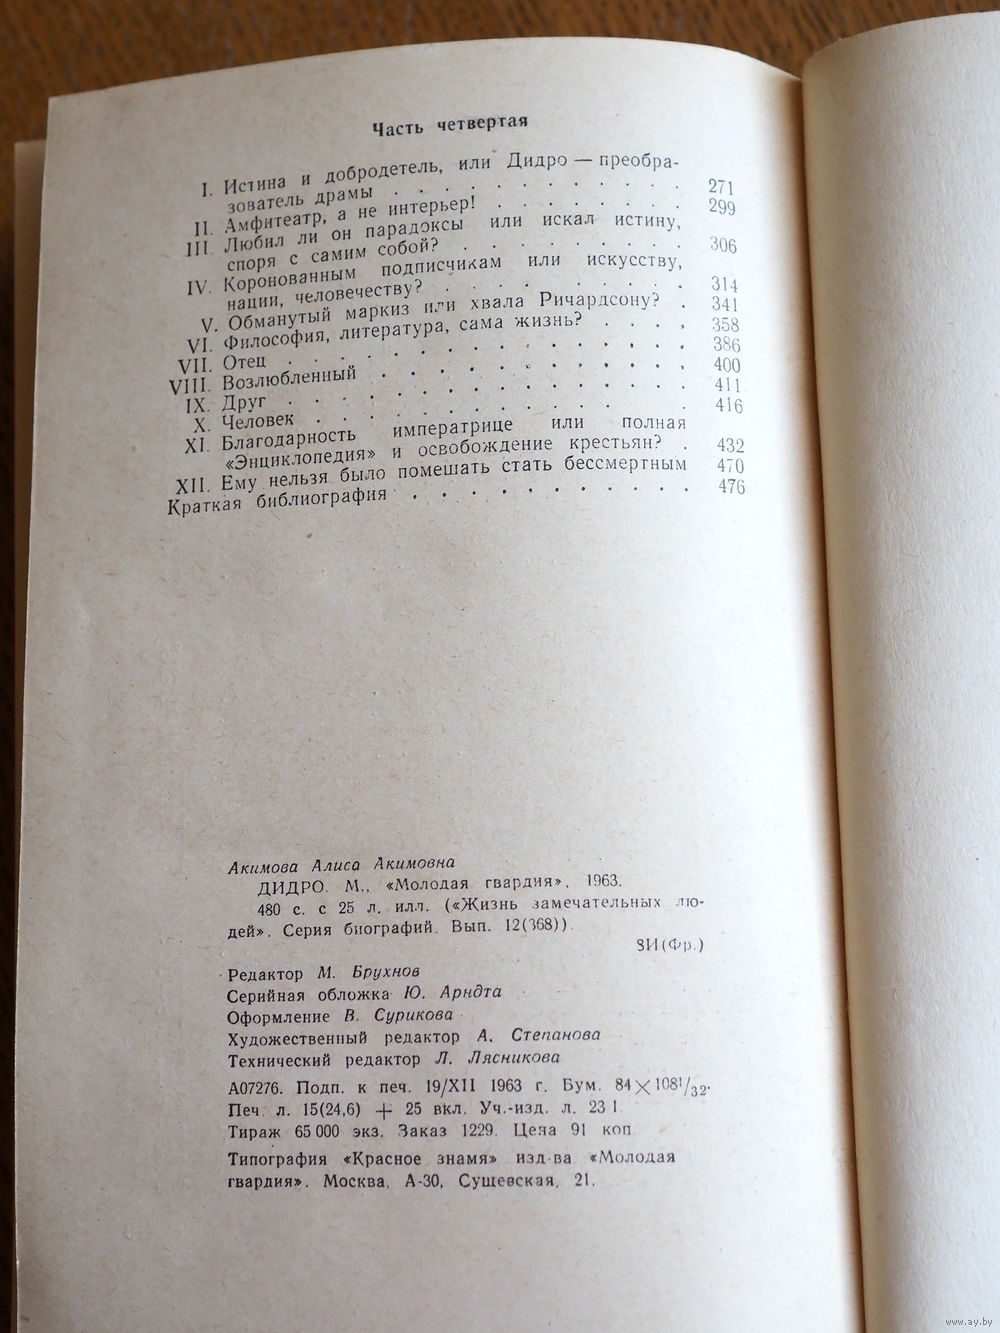 Часть четвертая
I. Истина и добродетель, или Дидро — преобра-
зователь драмы . . . . . . . . . . . 271
II. Амфитеатр, а не интерьер! . . . . . . . . 299
III. Любил ли он парадоксы или искал истину,
споря с самим собой? . . . . . . . . . 306
IV. Коронованным подписчикам или искусству,
нации, человечеству? . . . . . . . . . 314
V. Обманутый маркиз или хвала Ричардсону? . 341
VI. Философия, литература, сама жизнь? . . . . 358
VII. Отец . . . . . . . . . . . . . 386
VIII. Возлюбленный . . . . . . . . . . 400
IX. Друг . . . . . . . . . . . . . 411
X. Человек . . . . . . . . . . . . 416
XI. Благодарность императрице или полная
«Энциклопедия» и освобождение крестьян? . 432
XII. Ему нельзя было помешать стать бессмертным 470
Краткая библиография . . . . . . . . . . . 476
Акимова Алиса Акимовна
ДИДРО. М., «Молодая гвардия», 1963.
480 с. с 25 л. илл. («Жизнь замечательных лю-
дей». Серия биографий. Вып. 12(368)).
(Фр.)
Редактор М. Брухнов
Серийная обложка Ю. Арндта
Оформление В. Сурикова
Художественный редактор А. Степанова
Технический редактор Л. Лясникова
А07276. Подп. к печ. 19/XII 1963 г. Бум. 84×108¹/₃₂.
Печ. л. 15(24,6) + 25 вкл. Уч.-изд. л. 23,1
Тираж 65 000 экз. Заказ 1229. Цена 91 коп
Типография «Красное знамя» изд-ва «Молодая
гвардия». Москва, А-30, Сущевская, 21.
www.ay.by